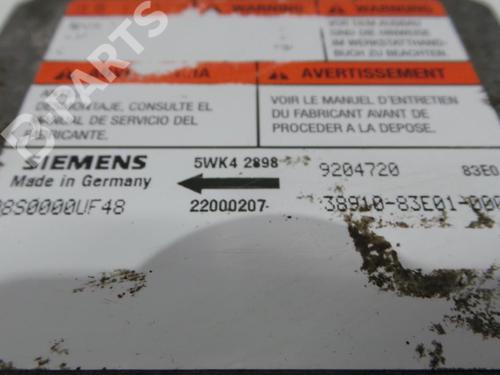 WARNING
WARNING
VOR DEM AUSBAU
SIND DIE HINWEISE
IM WERKSTATTHAND-
BUCH ZU BEACHTEN.
AVERTISSEMENT
DESMONTAJE, CONSULTE EL
MANUAL DE SERVICIO DEL
FABRICANTE.
VOIR LE MANUEL D'ENTRETIEN
DU FABRICANT AVANT DE
PROCEDER A LA DEPOSE.
B-PARTS
SIEMENS
Made in Germany
5WK4 2898
9204720
83E0
08S0000UF48
22000207
38910-83E01-000